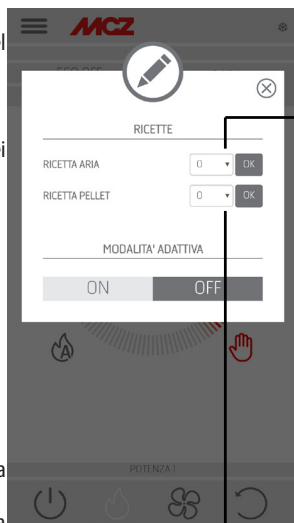 MCZ
RICETTE
RICETTA ARIA 0 OK
RICETTA PELLET 0 OK
MODALITA' ADATTIVA
ON OFF
A
POTENZA 1